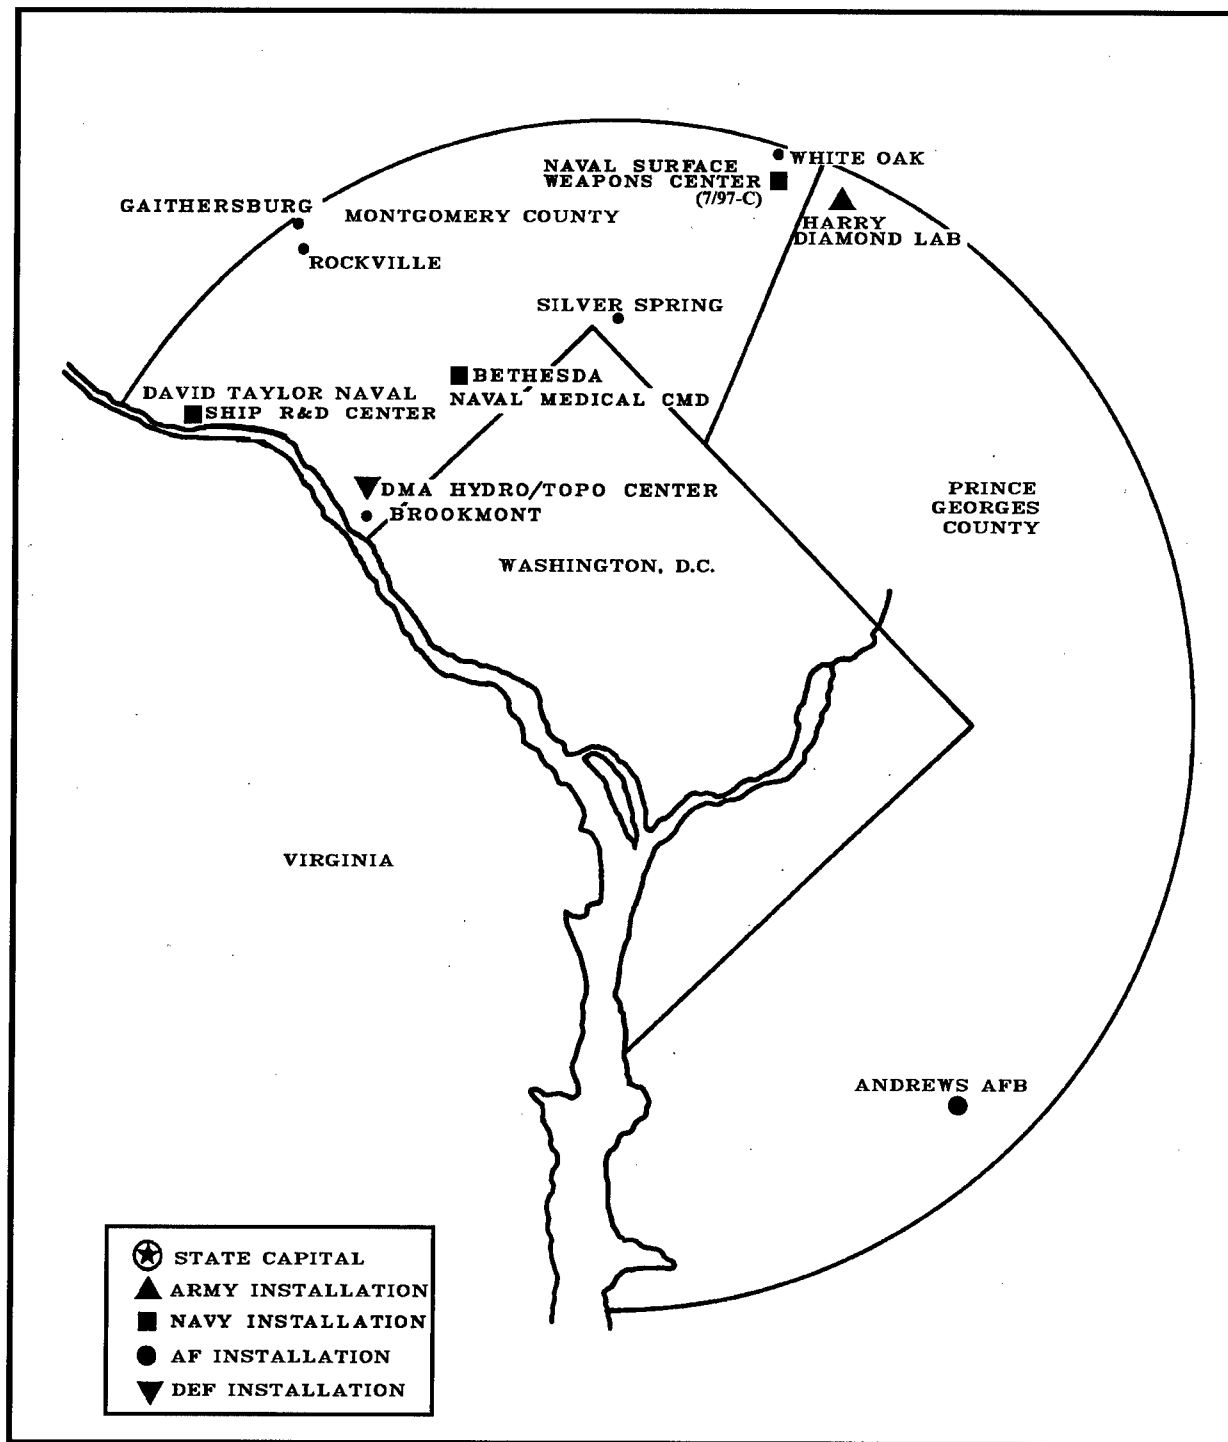 WHITE OAK
NAVAL SURFACE
WEAPONS CENTER
(7/97-C)
GAITHERSBURG
MONTGOMERY COUNTY
HARRY
DIAMOND LAB
ROCKVILLE
SILVER SPRING
BETHESDA
NAVAL MEDICAL CMD
DAVID TAYLOR NAVAL
SHIP R&D CENTER
DMA HYDRO/TOPO CENTER
BROOKMONT
PRINCE
GEORGES
COUNTY
WASHINGTON, D.C.
VIRGINIA
ANDREWS AFB
STATE CAPITAL
ARMY INSTALLATION
NAVY INSTALLATION
AF INSTALLATION
DEF INSTALLATION